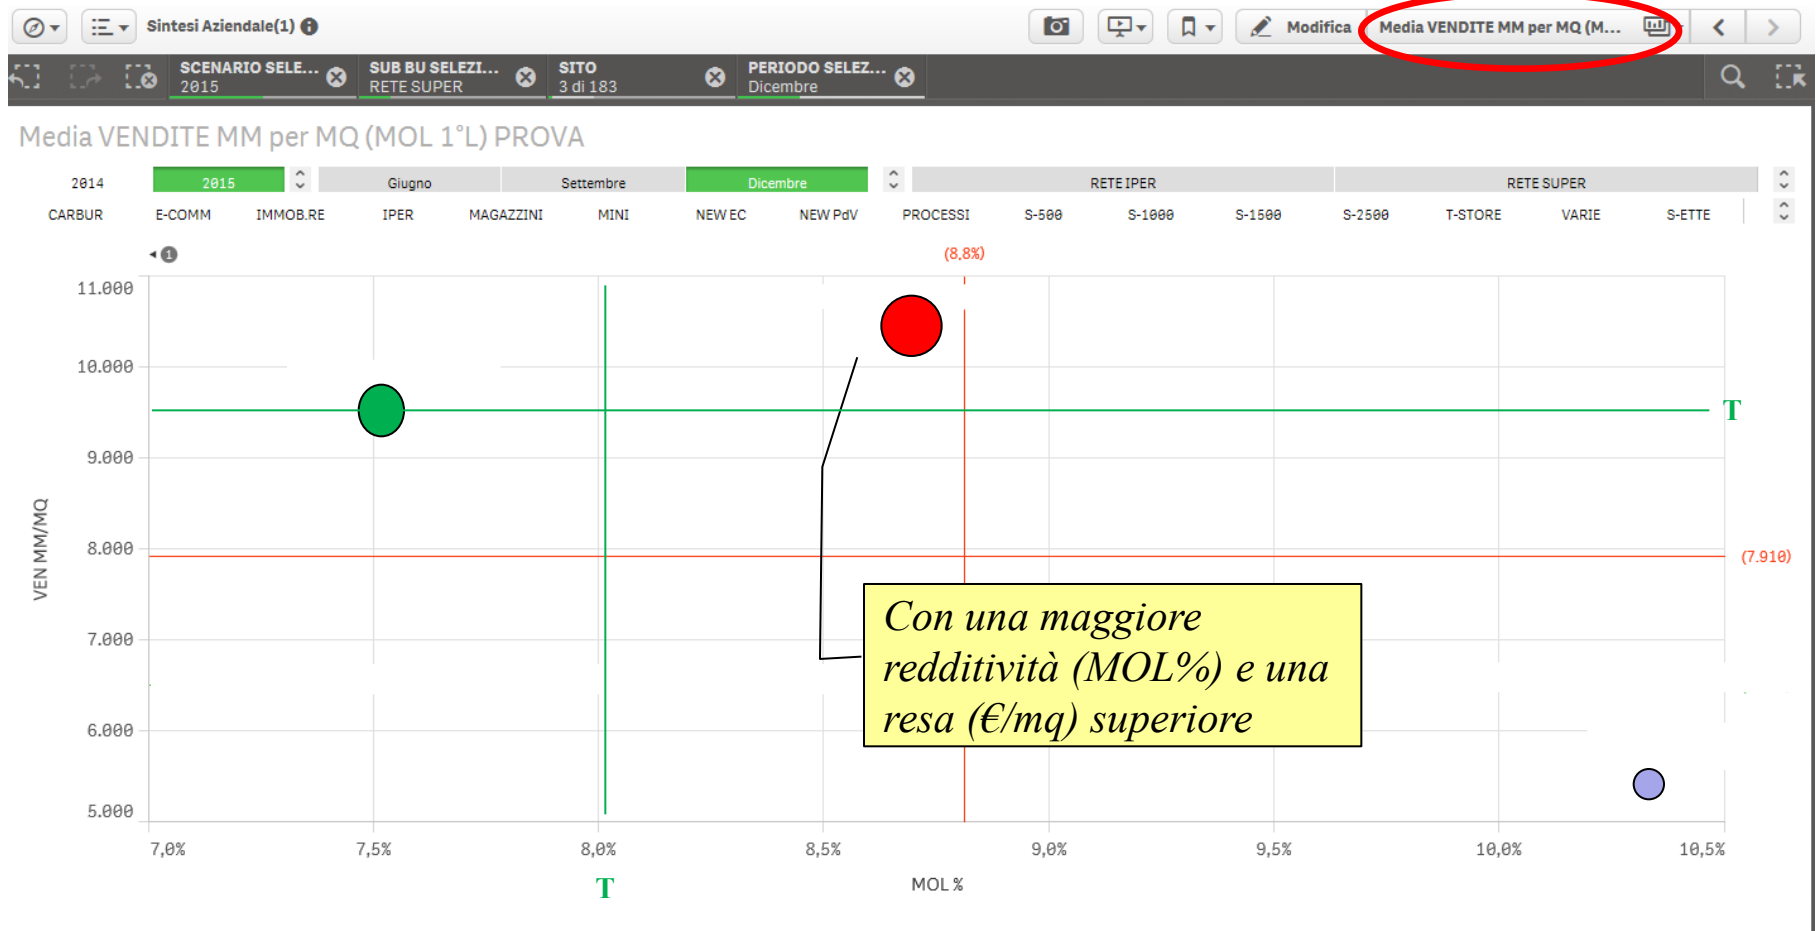 Sintesi Aziendale(1)
Modifica
Media VENDITE MM per MQ (M...
SCENARIO SELE...
2015
SUB BU SELEZI...
RETE SUPER
SITO
3 di 183
PERIODO SELEZ...
Dicembre
Media VENDITE MM per MQ (MOL 1°L) PROVA
2014 2015 Giugno Settembre Dicembre RETE IPER RETE SUPER
CARBUR E-COMM IMMOB.RE IPER MAGAZZINI MINI NEW EC NEW PdV PROCESSI S-500 S-1000 S-1500 S-2500 T-STORE VARIE S-ETTE
1
(8,8%)
11.000
10.000
T
9.000
VEN MM/MQ
8.000
(7.910)
7.000
6.000
5.000
Con una maggiore
redditività (MOL%) e una
resa (€/mq) superiore
7,0% 7,5% 8,0% 8,5% 9,0% 9,5% 10,0% 10,5%
T
MOL %